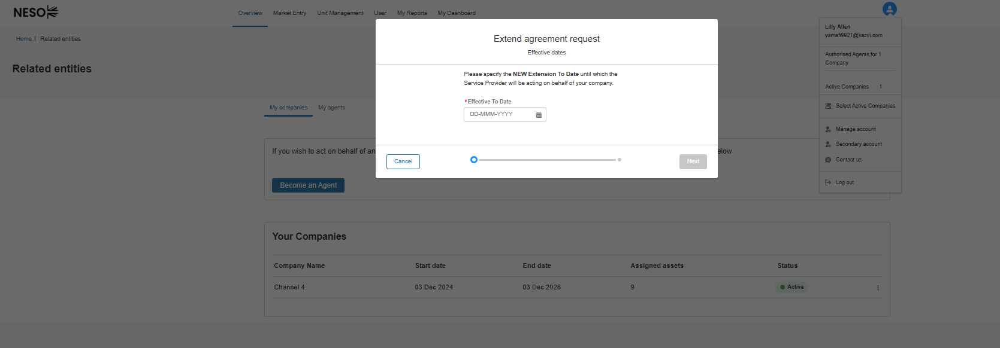 NESO
Overview Market Entry Unit Management User My Reports My Dashboard
Home | Related entities
Related entities
Lilly Allen
yamafi9921@kazvi.com
Authorised Agents for 1
Company
Active Companies 1
Select Active Companies
Manage account
Secondary account
Contact us
Log out
Extend agreement request
Effective dates
Please specify the NEW Extension To Date until which the
Service Provider will be acting on behalf of your company.
* Effective To Date
DD-MMM-YYYY
Cancel
Next
My companies My agents
If you wish to act on behalf of an
elow
Become an Agent
Your Companies
Company Name Start date End date Assigned assets Status
Channel 4 03 Dec 2024 03 Dec 2026 9 Active